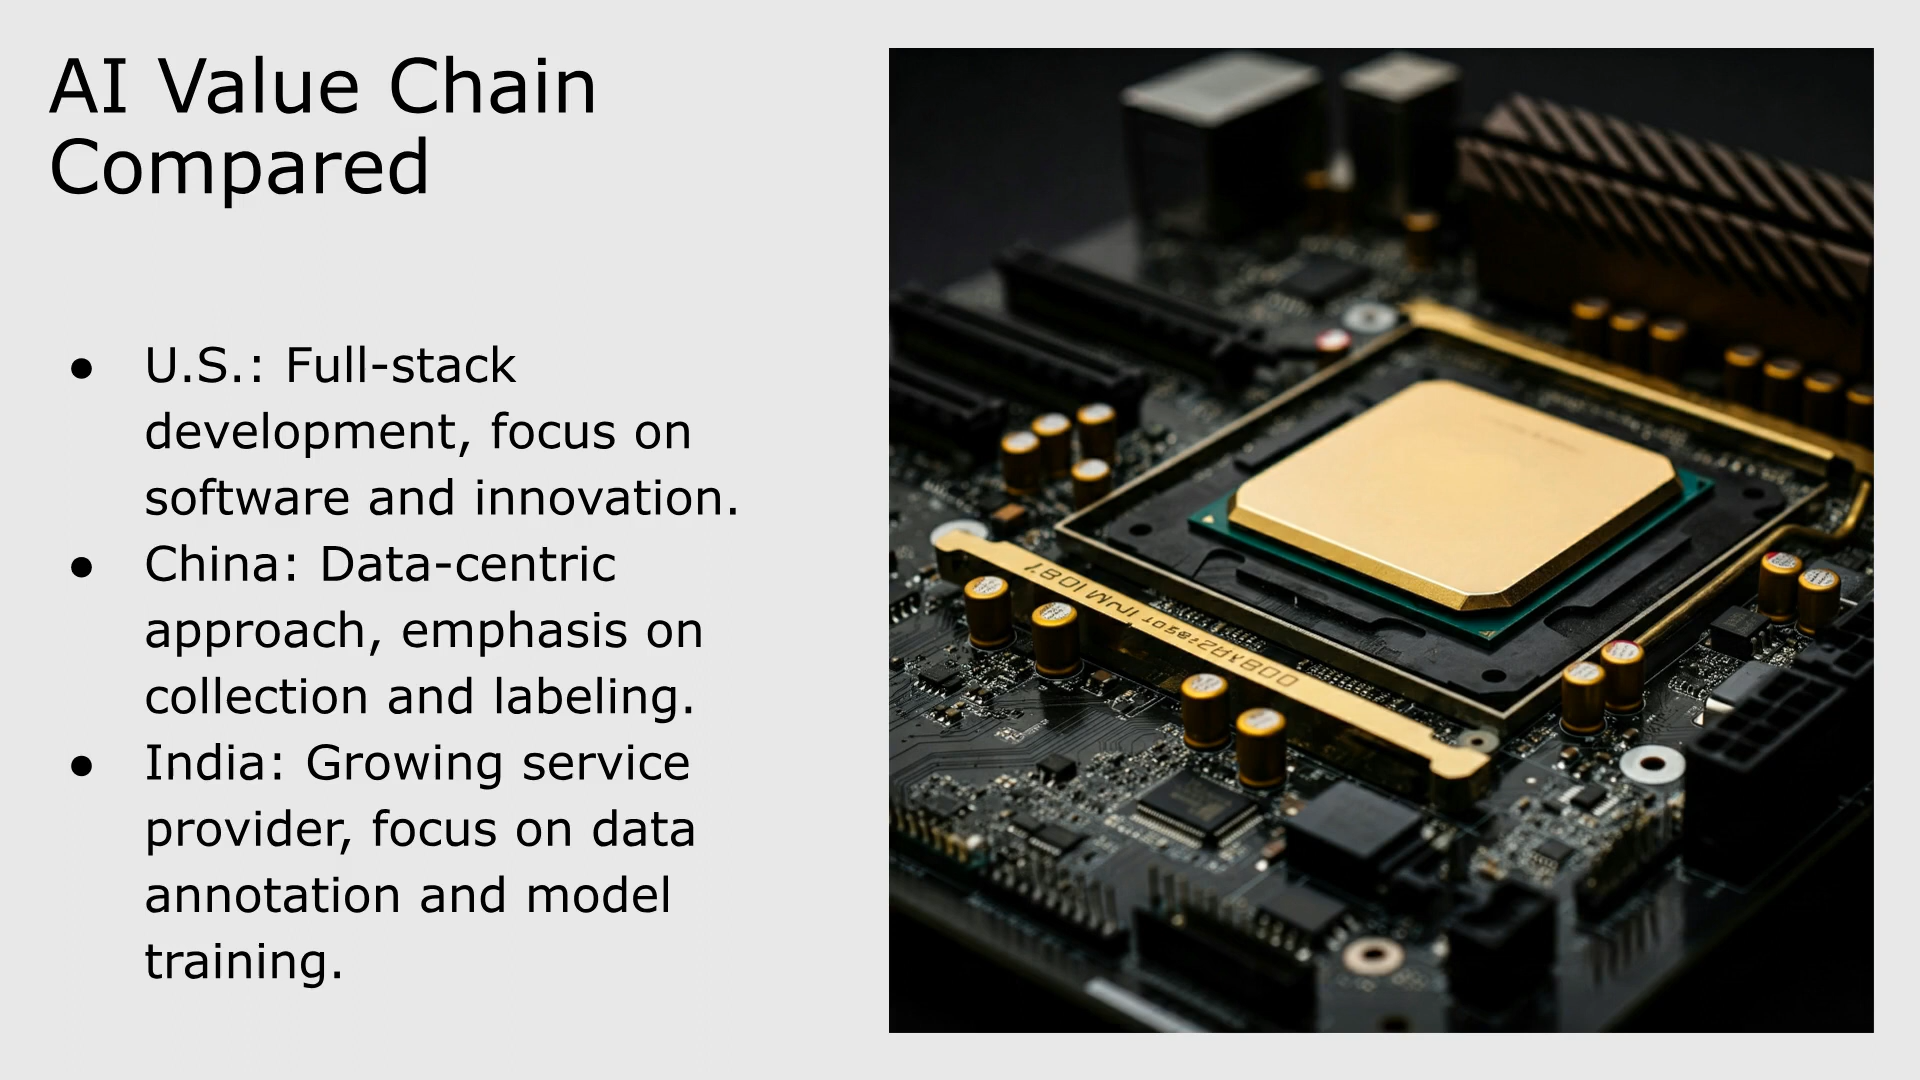 AI Value Chain
Compared
● U.S.: Full-stack
development, focus on
software and innovation.
● China: Data-centric
approach, emphasis on
collection and labeling.
● India: Growing service
provider, focus on data
annotation and model
training.